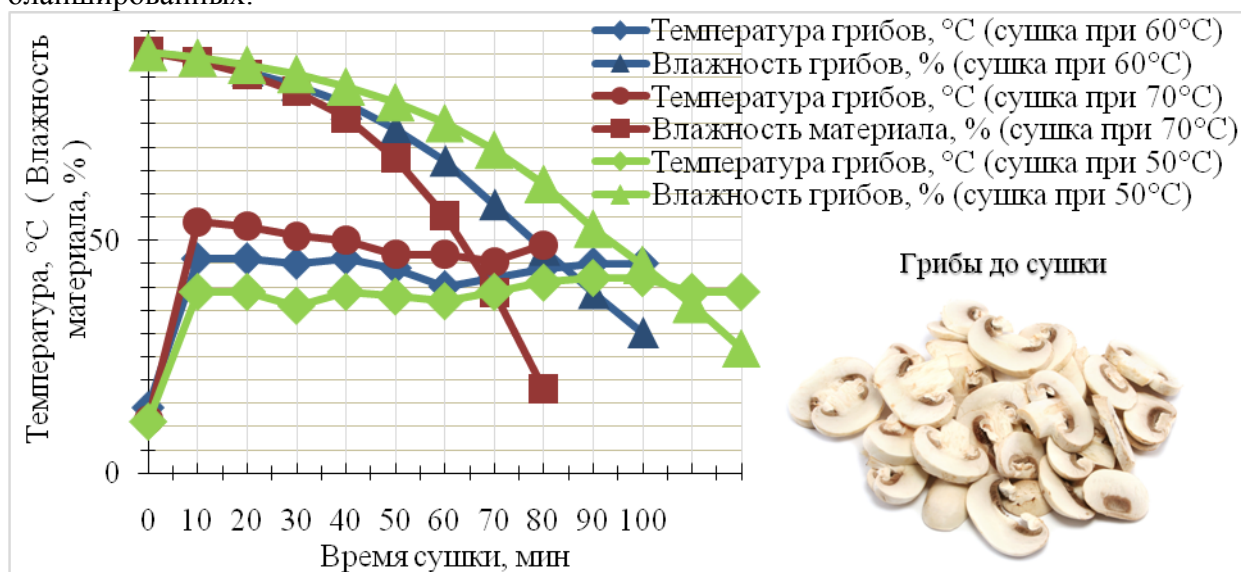 бланшированных.
Температура грибов, °С (сушка при 60°С)
Влажность грибов, % (сушка при 60°С)
Температура грибов, °С (сушка при 70°С)
Влажность материала, % (сушка при 70°С)
Температура грибов, °С (сушка при 50°С)
Влажность грибов, % (сушка при 50°С)
Температура, °С ( Влажность
материала, %)
50
0
0 10 20 30 40 50 60 70 80 90 100
Время сушки, мин
Грибы до сушки